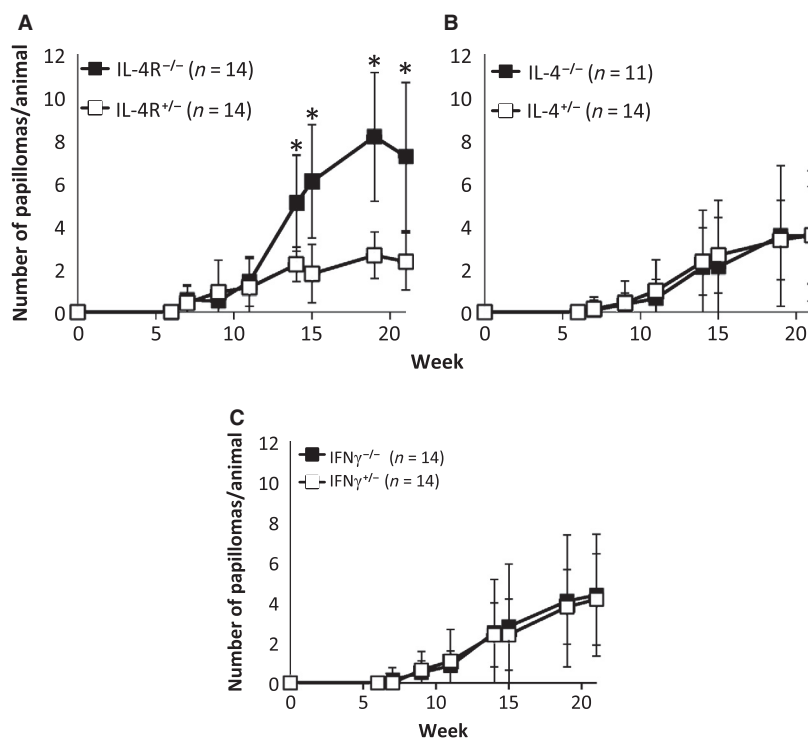 A
Number of papillomas/animal
12
10
8
6
4
2
0
IL-4R−/− (n = 14)
IL-4R+/− (n = 14)
* * * *
0 5 10 15 20
B
12
10
8
6
4
2
0
IL-4−/− (n = 11)
IL-4+/− (n = 14)
0 5 10 15 20
Week
C
Number of papillomas/animal
12
10
8
6
4
2
0
IFNγ−/− (n = 14)
IFNγ+/− (n = 14)
0 5 10 15 20
Week